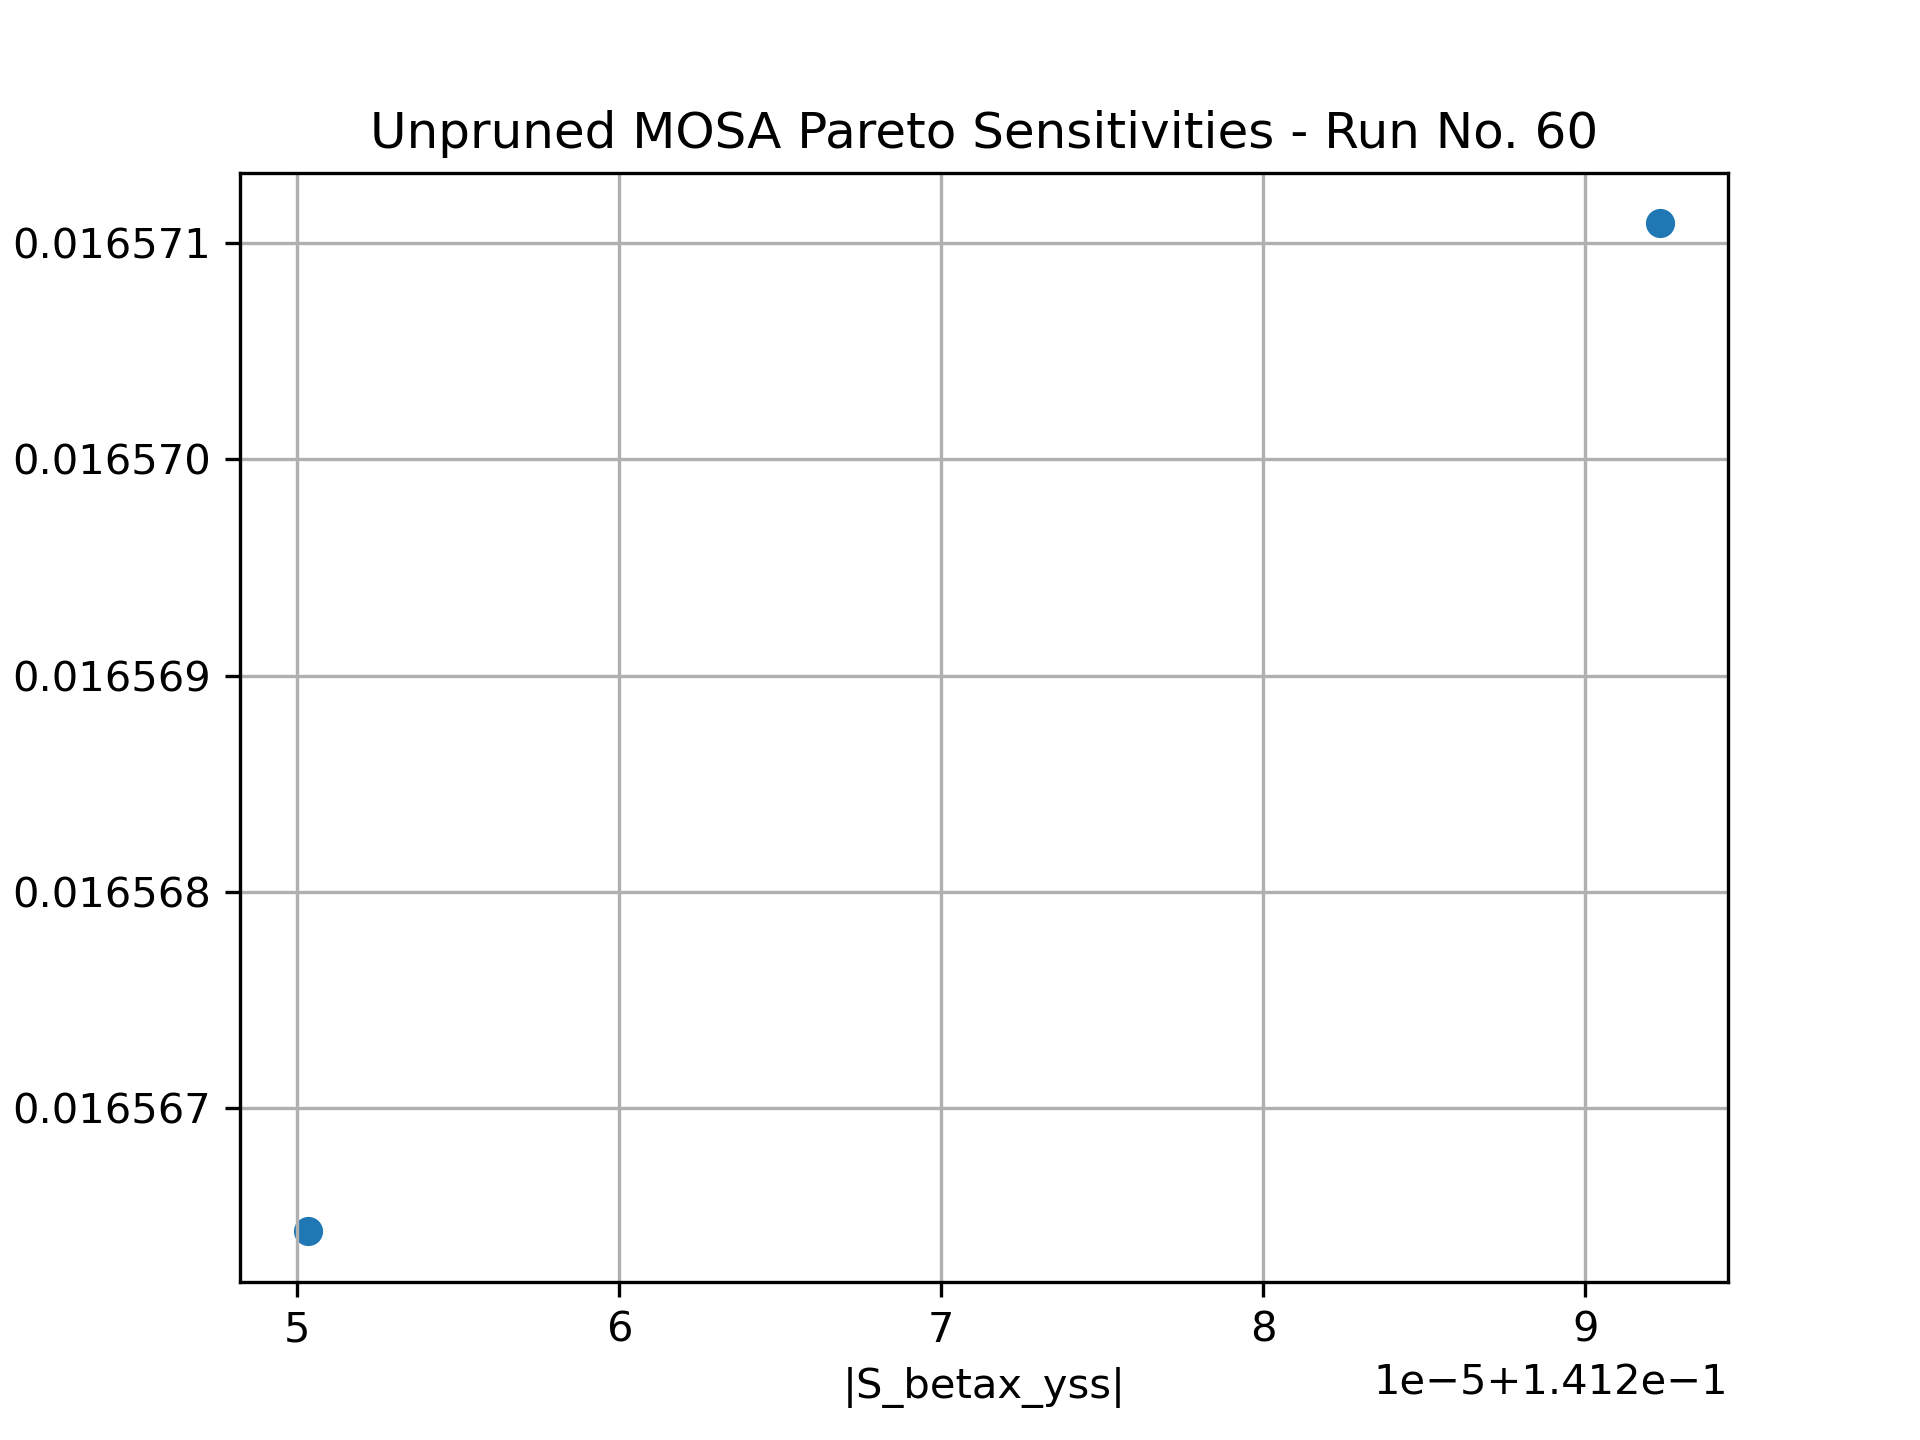 Unpruned MOSA Pareto Sensitivities - Run No. 60
0.016571
0.016570
0.016569
0.016568
0.016567
5 6 7 8 9
|S_betax_yss|
1e−5+1.412e−1